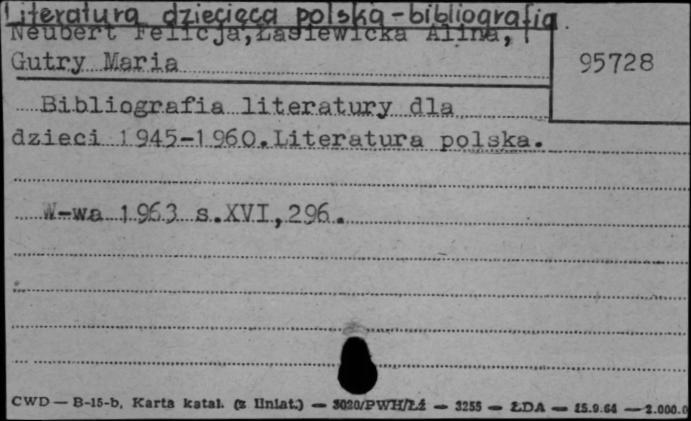 Literatura dziecięca polska - bibliografia
Neubert Felicja, Łasiewicka Alina,
Gutry Maria
95728
Bibliografia literatury dla
dzieci 1945-1960. Literatura polska.
W-wa 1963 s. XVI, 296.
CWD — B-15-b, Karta katal. (z liniat.) — 3020/PWH/Łź — 3255 — ŁDA — 15.9.64 — 2.000.0